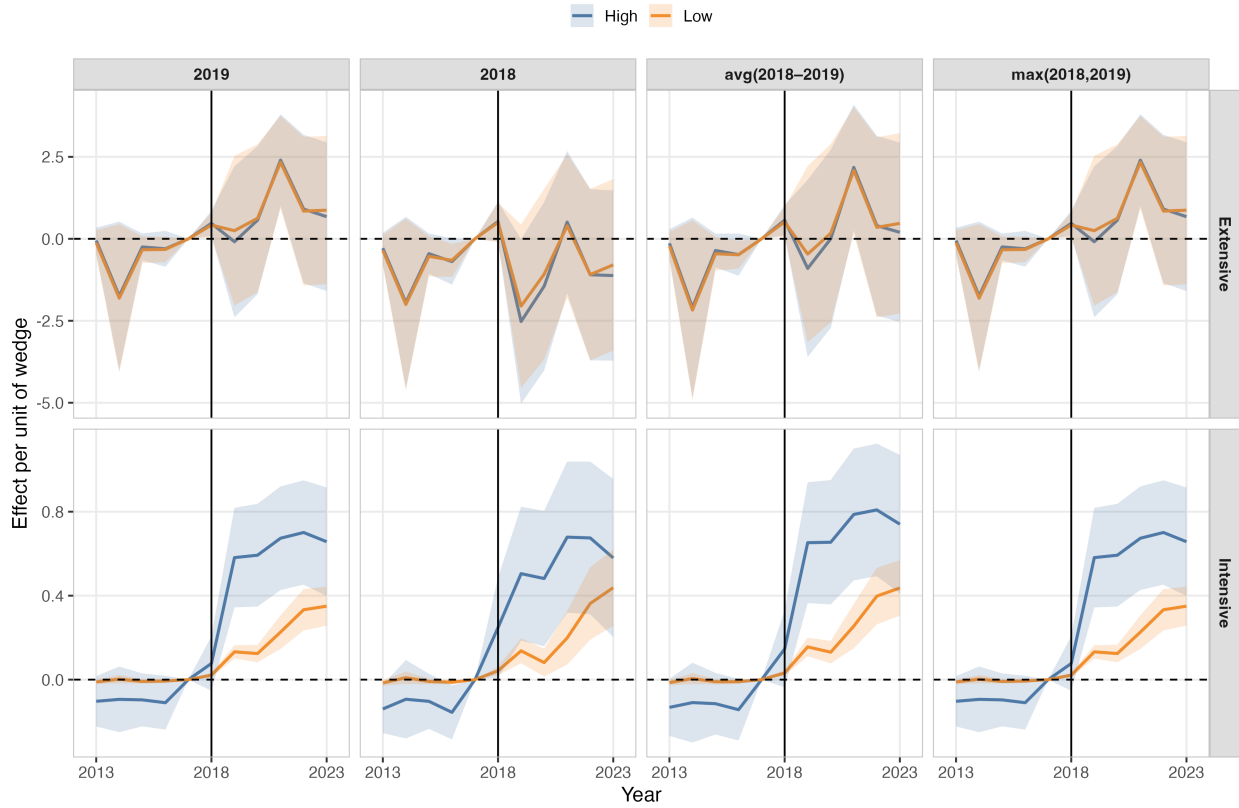 High Low
2019 2018 avg(2018–2019) max(2018,2019)
2.5
0.0
-2.5
-5.0
Extensive
Effect per unit of wedge
0.8
0.4
0.0
Intensive
2013 2018 2023 2013 2018 2023 2013 2018 2023 2013 2018 2023
Year